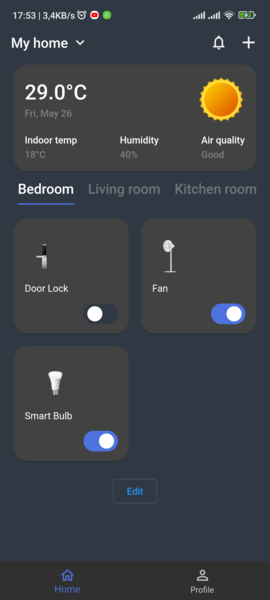 17:53 | 3,4KB/s
My home
29.0°C
Fri, May 26
Indoor temp Humidity Air quality
18°C 40% Good
Bedroom Living room Kitchen room
Door Lock Fan
Smart Bulb
Edit
Home Profile